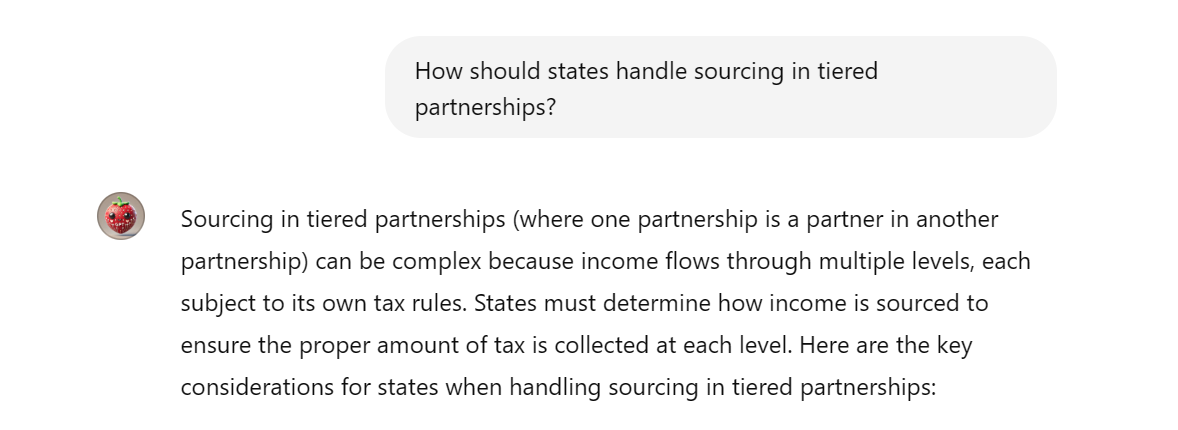 How should states handle sourcing in tiered
partnerships?
Sourcing in tiered partnerships (where one partnership is a partner in another
partnership) can be complex because income flows through multiple levels, each
subject to its own tax rules. States must determine how income is sourced to
ensure the proper amount of tax is collected at each level. Here are the key
considerations for states when handling sourcing in tiered partnerships: